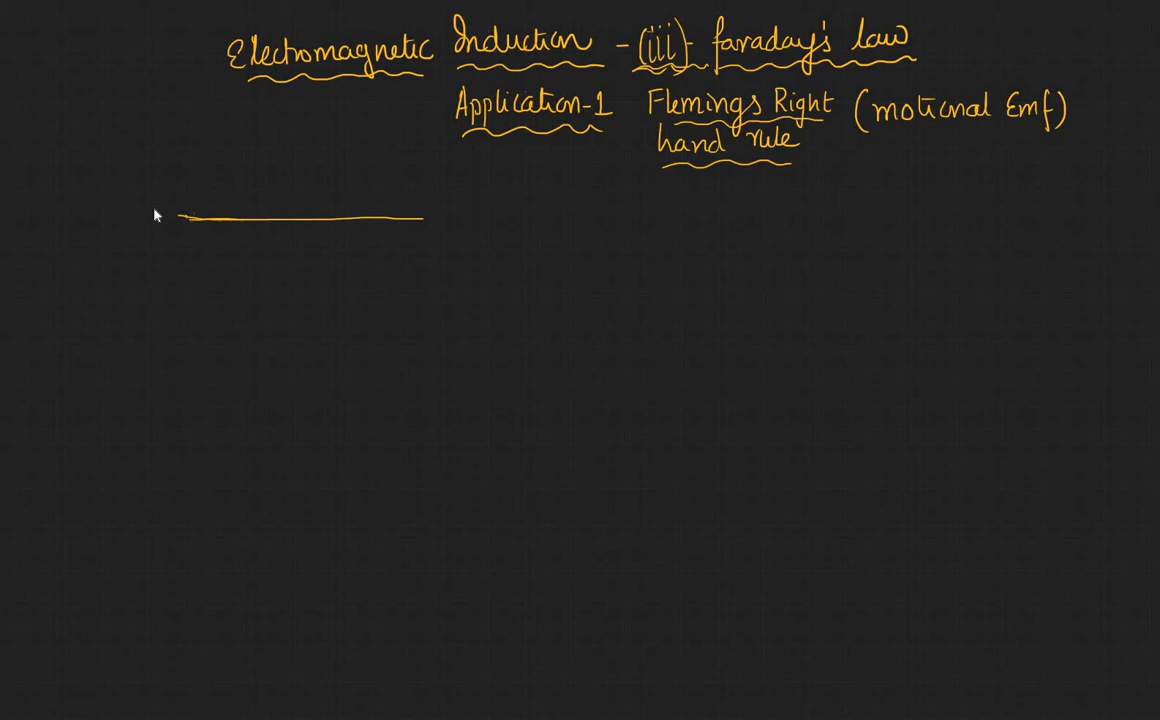 Electromagnetic Induction - (iii) - faraday's law
Application-1 Flemings Right (motional Emf)
hand rule